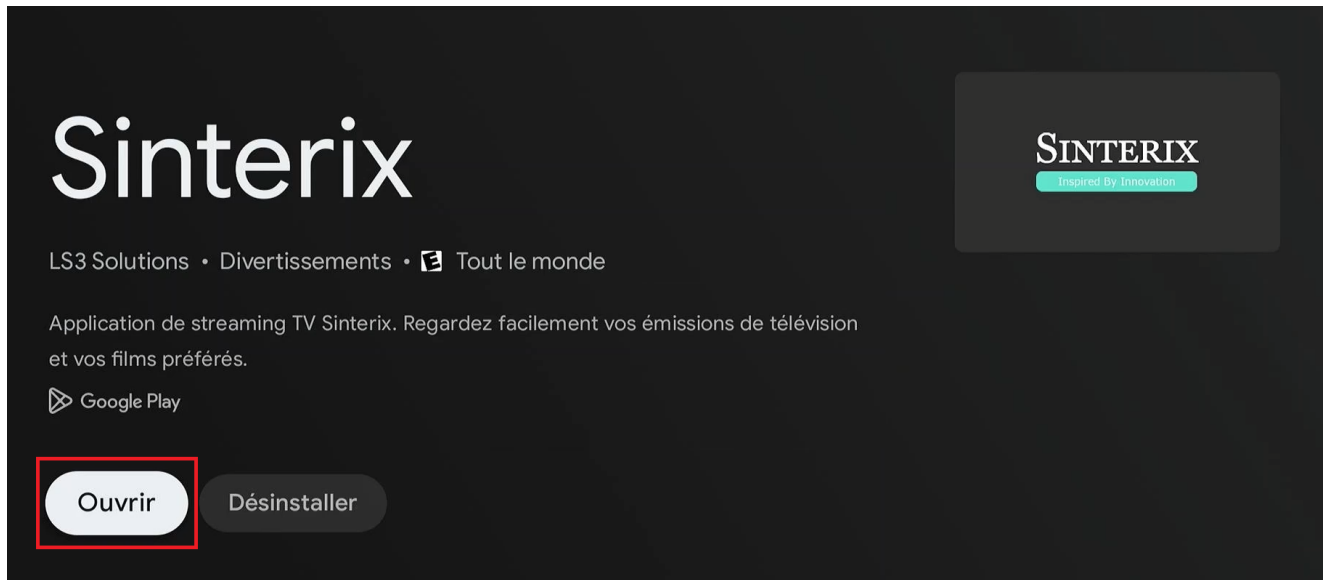 Sinterix
SINTERIX
Inspired By Innovation
LS3 Solutions • Divertissements • E Tout le monde
Application de streaming TV Sinterix. Regardez facilement vos émissions de télévision
et vos films préférés.
Google Play
Ouvrir
Désinstaller